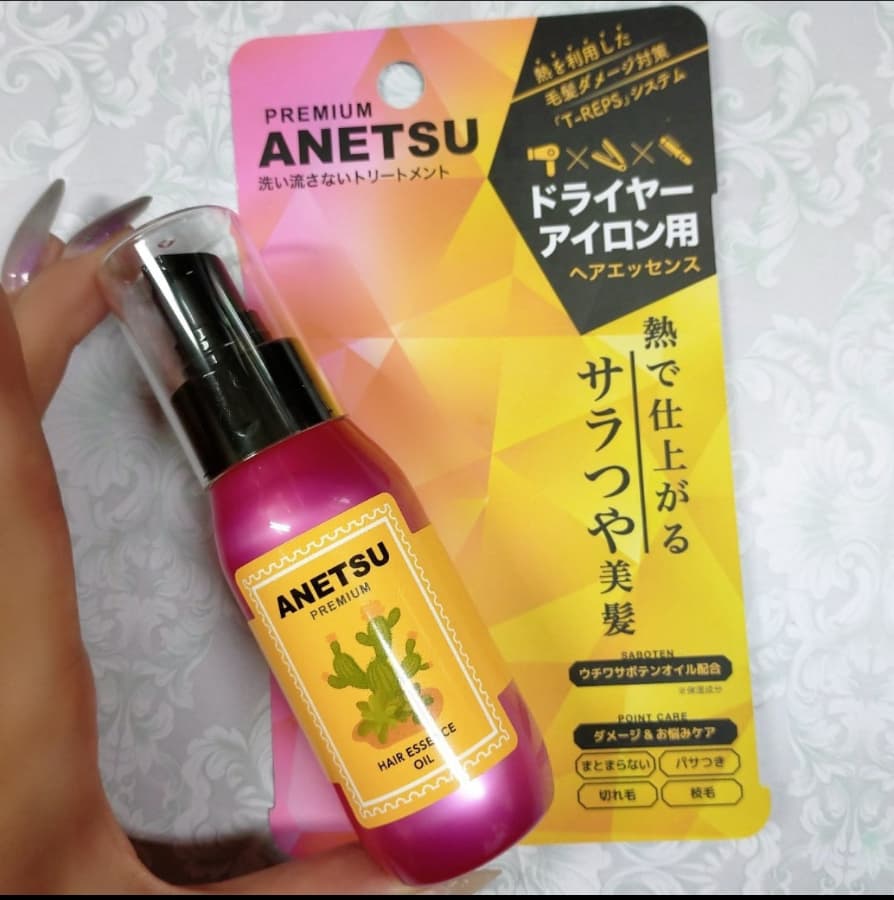 PREMIUM
ANETSU
洗い流さないトリートメント
熱を利用した
毛髪ダメージ対策
「T-REPS」システム
ドライヤー
アイロン用
ヘアエッセンス
熱で仕上がる
サラつや美髪
SABOTEN
ウチワサボテンオイル配合
※保湿成分
POINT CARE
ダメージ&お悩みケア
まとまらない
パサつき
切れ毛
枝毛
ANETSU
PREMIUM
HAIR ESSENCE
OIL